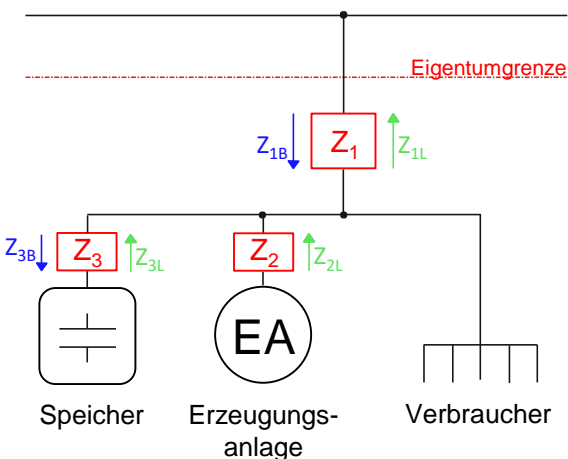 Eigentumgrenze
Z1B
Z1
Z1L
Z3B
Z3
Z3L
Z2
Z2L
EA
Speicher
Erzeugungs-
anlage
Verbraucher